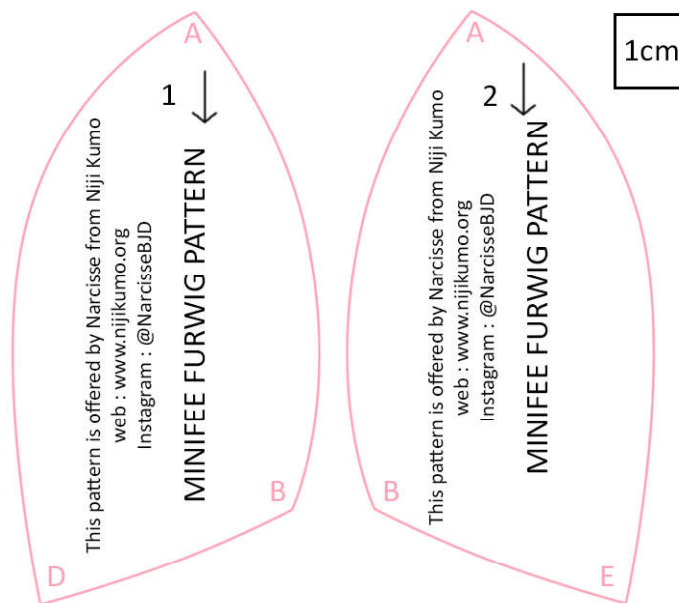 A
1
This pattern is offered by Narcisse from Niji Kumo
web : www.nijikumo.org
Instagram : @NarcisseBJD
MINIFEE FURWIG PATTERN
B
D
A
2
This pattern is offered by Narcisse from Niji Kumo
web : www.nijikumo.org
Instagram : @NarcisseBJD
MINIFEE FURWIG PATTERN
B
E
1cm